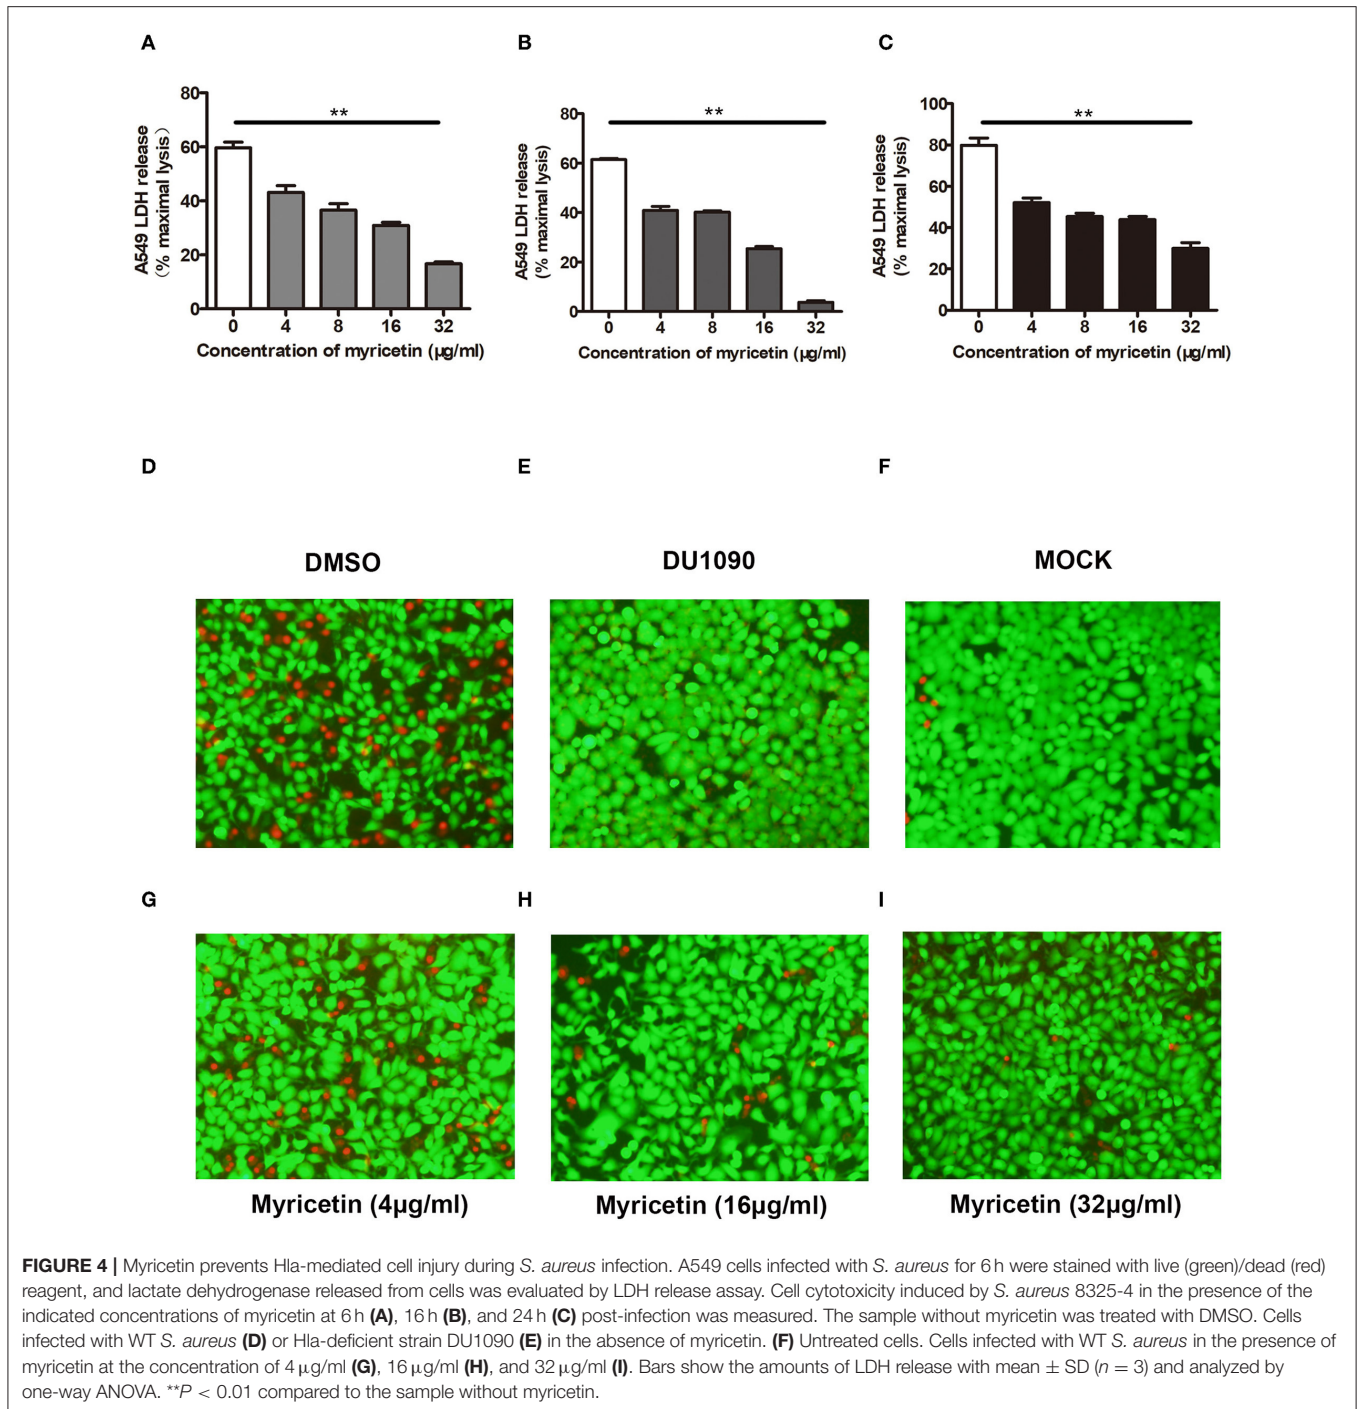 A
B
C
80
60
40
20
0
A549 LDH release
(% maximal lysis)
**
0 4 8 16 32
Concentration of myricetin (µg/ml)
80
60
40
20
0
A549 LDH release
(% maximal lysis)
**
0 4 8 16 32
Concentration of myricetin (µg/ml)
100
80
60
40
20
0
A549 LDH release
(% maximal lysis)
**
0 4 8 16 32
Concentration of myricetin (µg/ml)
D
E
F
DMSO
DU1090
MOCK
G
H
I
Myricetin (4µg/ml)
Myricetin (16µg/ml)
Myricetin (32µg/ml)
FIGURE 4 | Myricetin prevents Hla-mediated cell injury during S. aureus infection. A549 cells infected with S. aureus for 6 h were stained with live (green)/dead (red)
reagent, and lactate dehydrogenase released from cells was evaluated by LDH release assay. Cell cytotoxicity induced by S. aureus 8325-4 in the presence of the
indicated concentrations of myricetin at 6 h (A), 16 h (B), and 24 h (C) post-infection was measured. The sample without myricetin was treated with DMSO. Cells
infected with WT S. aureus (D) or Hla-deficient strain DU1090 (E) in the absence of myricetin. (F) Untreated cells. Cells infected with WT S. aureus in the presence of
myricetin at the concentration of 4 µg/ml (G), 16 µg/ml (H), and 32 µg/ml (I). Bars show the amounts of LDH release with mean ± SD (n = 3) and analyzed by
one-way ANOVA. **P < 0.01 compared to the sample without myricetin.